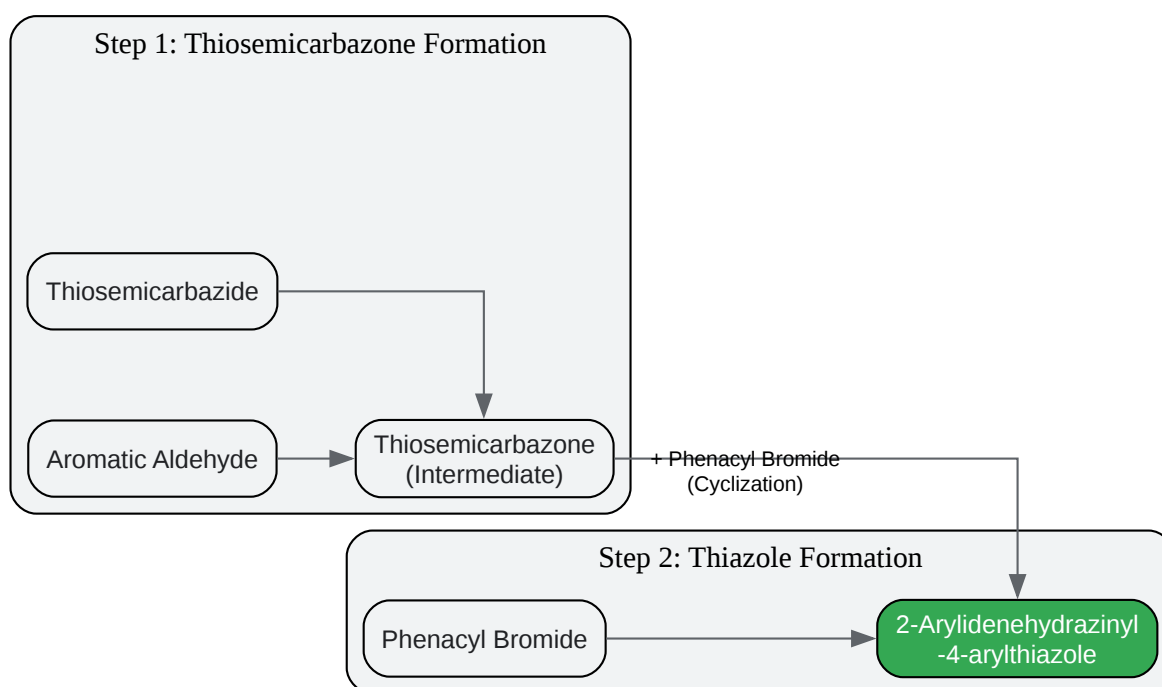 Step 1: Thiosemicarbazone Formation
Thiosemicarbazide
Aromatic Aldehyde
Thiosemicarbazone
(Intermediate)
+ Phenacyl Bromide
(Cyclization)
Step 2: Thiazole Formation
Phenacyl Bromide
2-Arylidenehydrazinyl
-4-arylthiazole